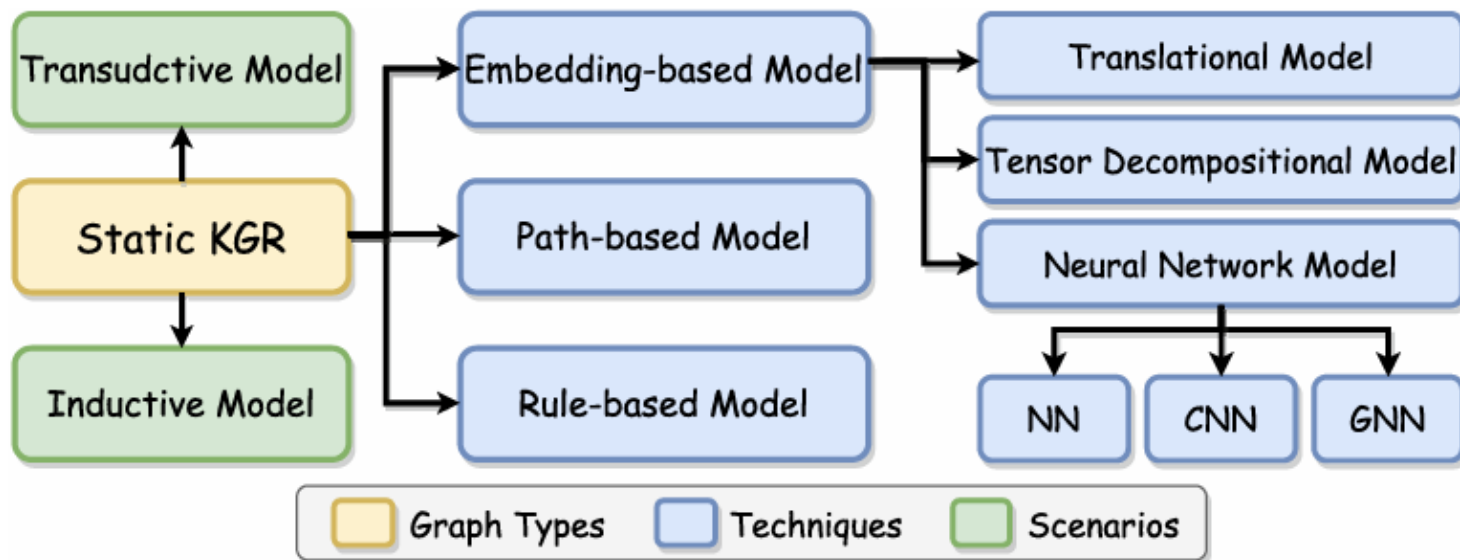 Transudctive Model
Static KGR
Inductive Model
Embedding-based Model
Path-based Model
Rule-based Model
Translational Model
Tensor Decompositional Model
Neural Network Model
NN
CNN
GNN
Graph Types
Techniques
Scenarios